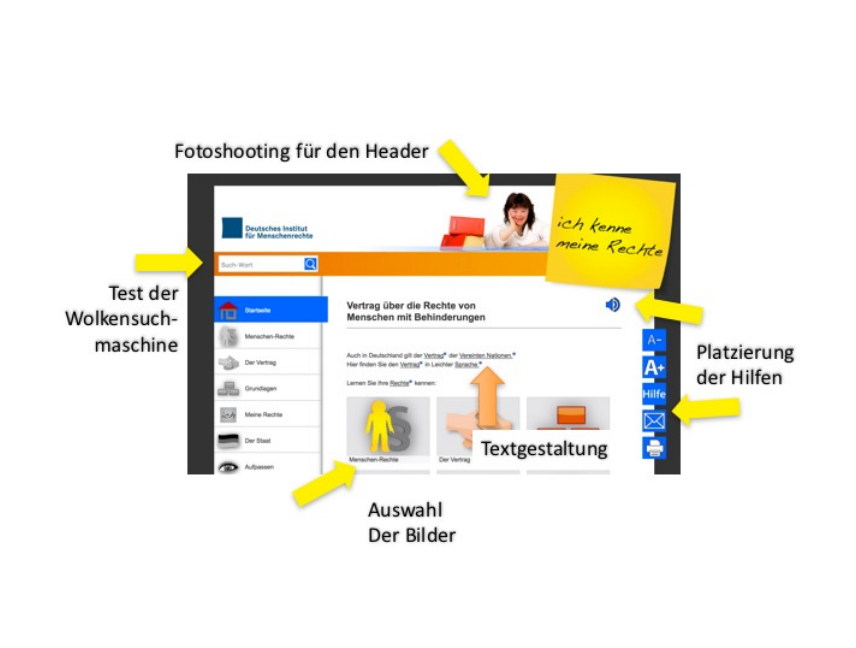 Fotoshooting für den Header
ich kenne
meine Rechte
Deutsches Institut
für Menschenrechte
Such-Wort
Test der
Wolkensuch-
maschine
Startseite
Menschen-Rechte
Der Vertrag
Grundlagen
ich
Meine Rechte
Der Staat
Aufpassen
Vertrag über die Rechte von
Menschen mit Behinderungen
Auch in Deutschland gilt der Vertrag* der Vereinten Nationen.*
Hier finden Sie den Vertrag* in Leichter Sprache.*
Lernen Sie Ihre Rechte* kennen:
Menschen-Rechte
Der Vertrag
Textgestaltung
A-
A+
Hilfe
Platzierung
der Hilfen
Auswahl
Der Bilder